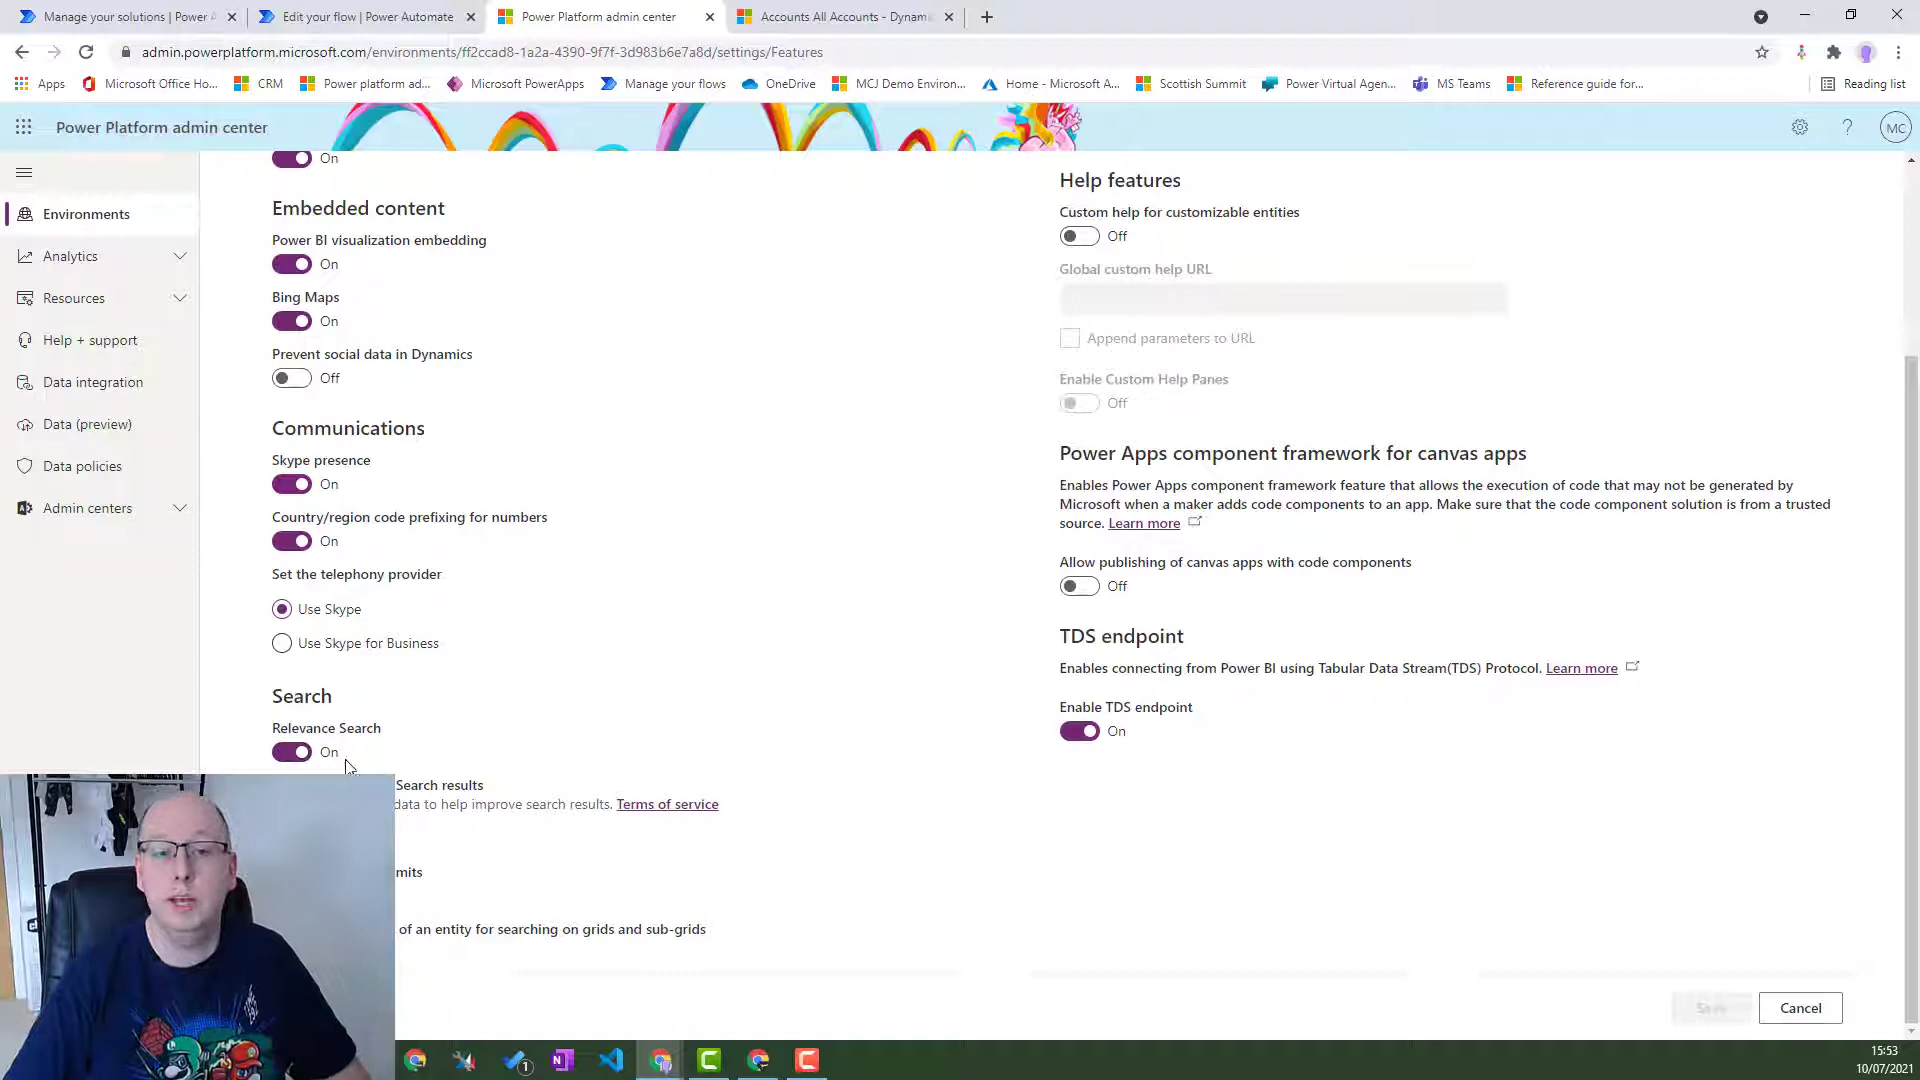 Manage your solutions | Power A
Edit your flow | Power Automate
Power Platform admin center
Accounts All Accounts - Dynami
admin.powerplatform.microsoft.com/environments/ff2ccad8-1a2a-4390-9f7f-3d983b6e7a8d/settings/Features
Apps
Microsoft Office Ho...
CRM
Power platform ad...
Microsoft PowerApps
Manage your flows
OneDrive
MCJ Demo Environ...
Home - Microsoft A...
Scottish Summit
Power Virtual Agen...
MS Teams
Reference guide for...
Reading list
Power Platform admin center
?
MC
Environments
Analytics
Resources
Help + support
Data integration
Data (preview)
Data policies
Admin centers
On
Embedded content
Power BI visualization embedding
On
Bing Maps
On
Prevent social data in Dynamics
Off
Communications
Skype presence
On
Country/region code prefixing for numbers
On
Set the telephony provider
Use Skype
Use Skype for Business
Search
Relevance Search
On
Search results
data to help improve search results. Terms of service
mits
of an entity for searching on grids and sub-grids
Help features
Custom help for customizable entities
Off
Global custom help URL
Append parameters to URL
Enable Custom Help Panes
Off
Power Apps component framework for canvas apps
Enables Power Apps component framework feature that allows the execution of code that may not be generated by
Microsoft when a maker adds code components to an app. Make sure that the code component solution is from a trusted
source. Learn more
Allow publishing of canvas apps with code components
Off
TDS endpoint
Enables connecting from Power BI using Tabular Data Stream(TDS) Protocol. Learn more
Enable TDS endpoint
On
Cancel
1
15:53
10/07/2021